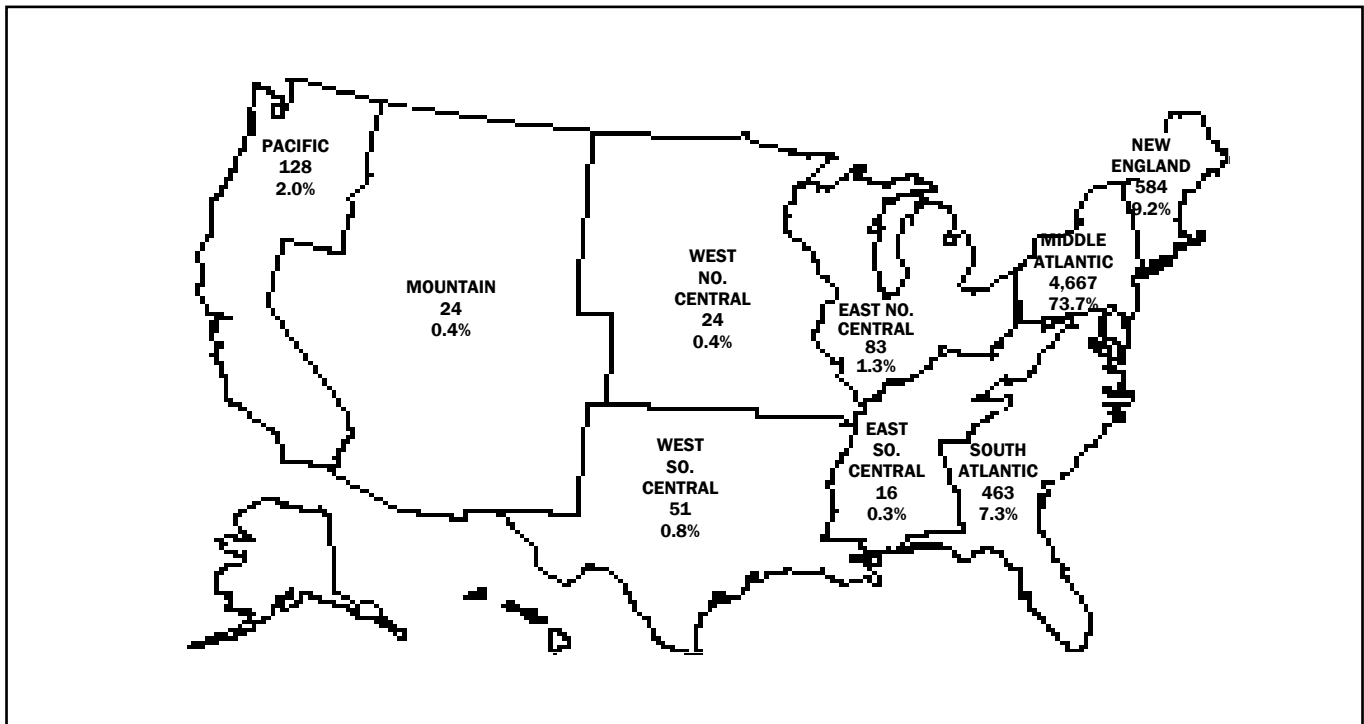 PACIFIC
128
2.0%
MOUNTAIN
24
0.4%
WEST
NO.
CENTRAL
24
0.4%
WEST
SO.
CENTRAL
51
0.8%
EAST NO.
CENTRAL
83
1.3%
EAST
SO.
CENTRAL
16
0.3%
SOUTH
ATLANTIC
463
7.3%
MIDDLE
ATLANTIC
4,667
73.7%
NEW
ENGLAND
584
9.2%